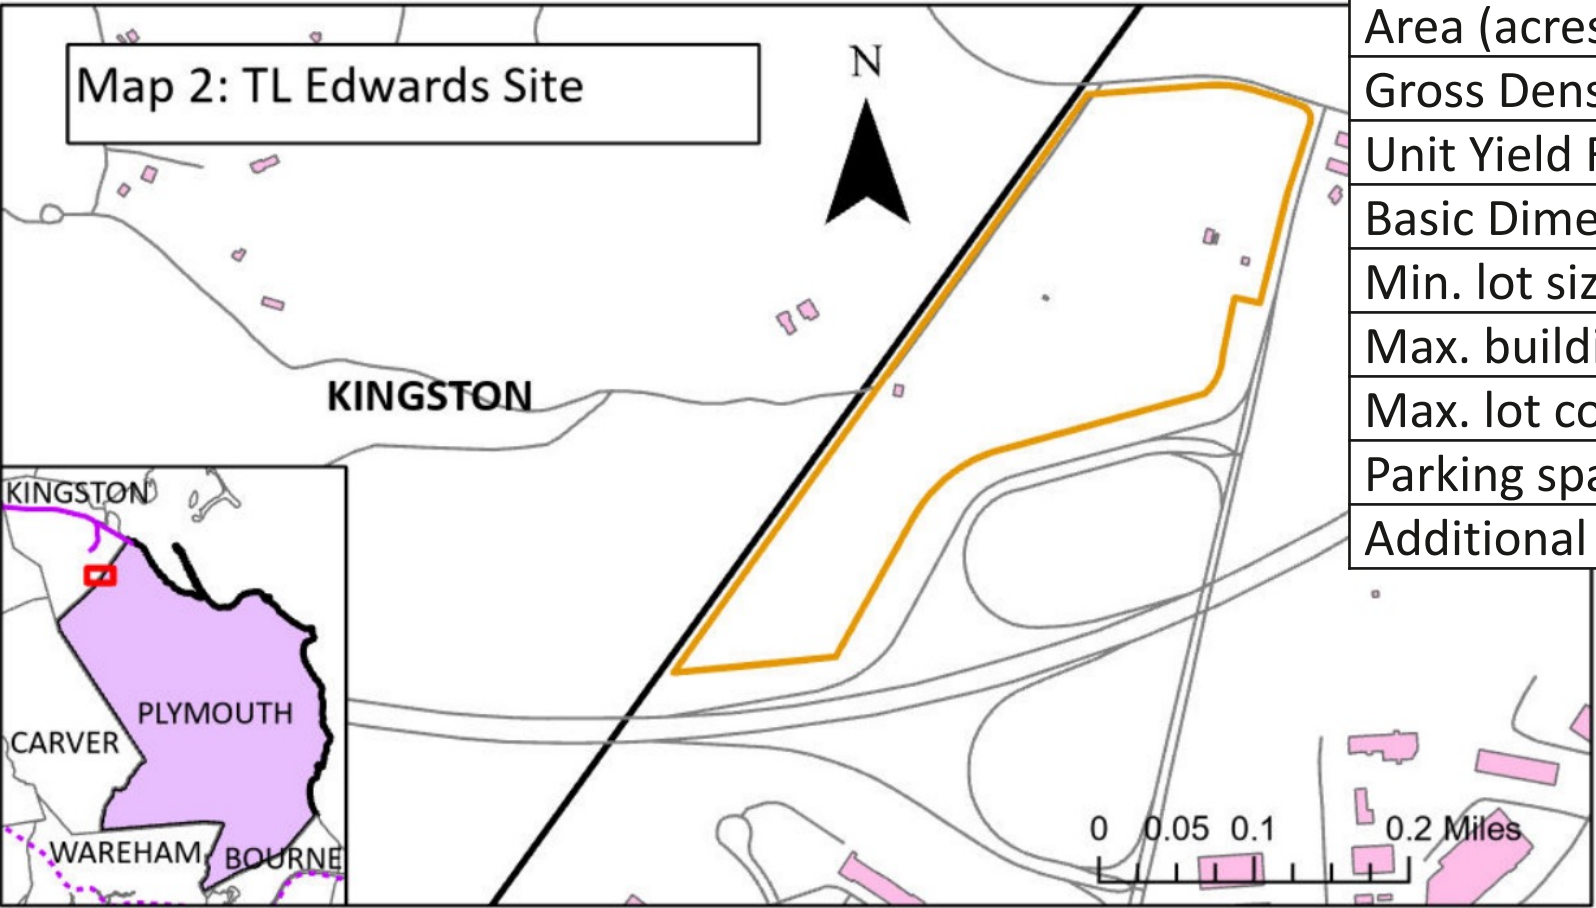 Map 2: TL Edwards Site
N
KINGSTON
KINGSTON
PLYMOUTH
CARVER
WAREHAM
BOURNE
0 0.05 0.1 0.2 Miles
Area (acres
Gross Dens
Unit Yield P
Basic Dime
Min. lot siz
Max. buildi
Max. lot co
Parking spa
Additional